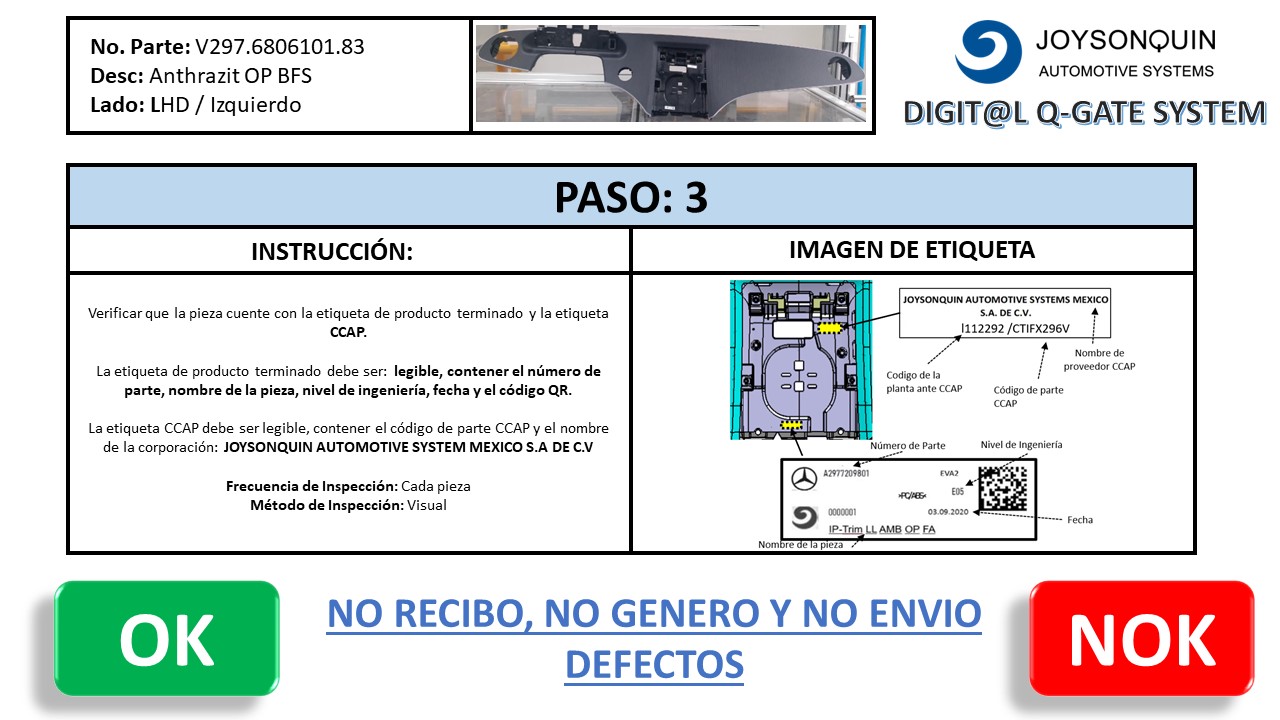 No. Parte: V297.6806101.83
Desc: Anthrazit OP BFS
Lado: LHD / Izquierdo
JOYSONQUIN
AUTOMOTIVE SYSTEMS
DIGIT@L Q-GATE SYSTEM
PASO: 3
INSTRUCCIÓN:
IMAGEN DE ETIQUETA
Verificar que la pieza cuente con la etiqueta de producto terminado y la etiqueta
CCAP.
La etiqueta de producto terminado debe ser: legible, contener el número de
parte, nombre de la pieza, nivel de ingeniería, fecha y el código QR.
La etiqueta CCAP debe ser legible, contener el código de parte CCAP y el nombre
de la corporación: JOYSONQUIN AUTOMOTIVE SYSTEM MEXICO S.A DE C.V
Frecuencia de Inspección: Cada pieza
Método de Inspección: Visual
JOYSONQUIN AUTOMOTIVE SYSTEMS MEXICO
S.A. DE C.V.
l112292 /CTIFX296V
Codigo de la
planta ante CCAP
Código de parte
CCAP
Nombre de
proveedor CCAP
Número de Parte
Nivel de Ingeniería
A2977209801
EVA2
>PC/ABS<
E05
0000001
03.09.2020
IP-Trim LL AMB OP FA
Fecha
Nombre de la pieza
OK
NO RECIBO, NO GENERO Y NO ENVIO
DEFECTOS
NOK